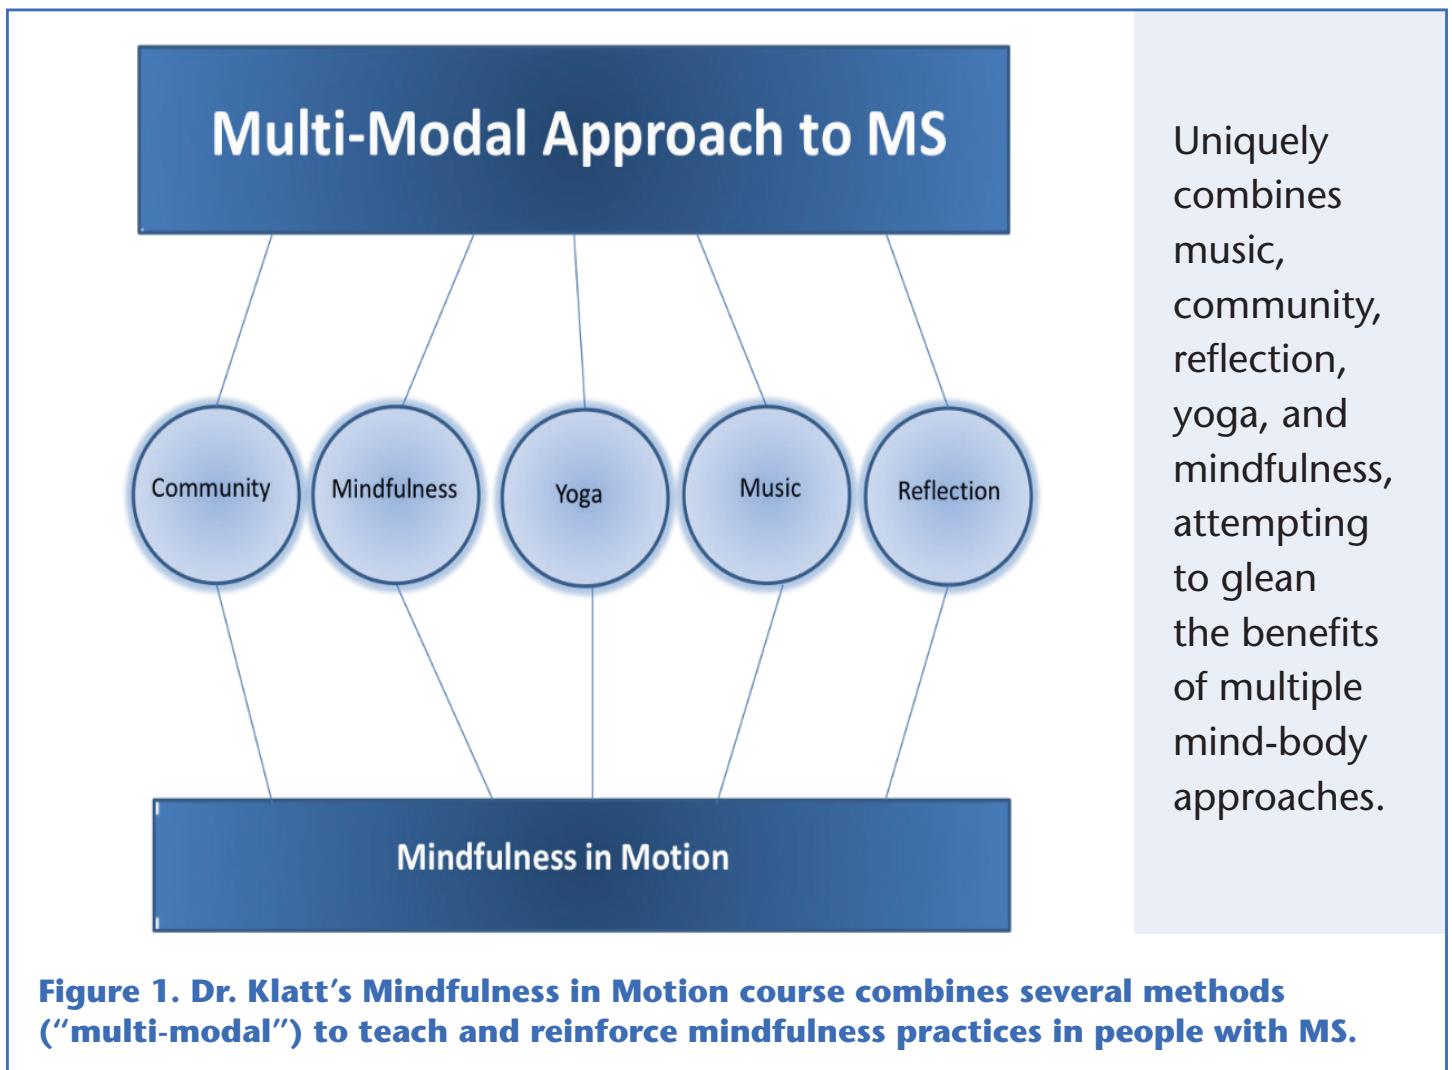 Multi-Modal Approach to MS
Community
Mindfulness
Yoga
Music
Reflection
Mindfulness in Motion
Uniquely
combines
music,
community,
reflection,
yoga, and
mindfulness,
attempting
to glean
the benefits
of multiple
mind-body
approaches.
Figure 1. Dr. Klatt’s Mindfulness in Motion course combines several methods
(“multi-modal”) to teach and reinforce mindfulness practices in people with MS.